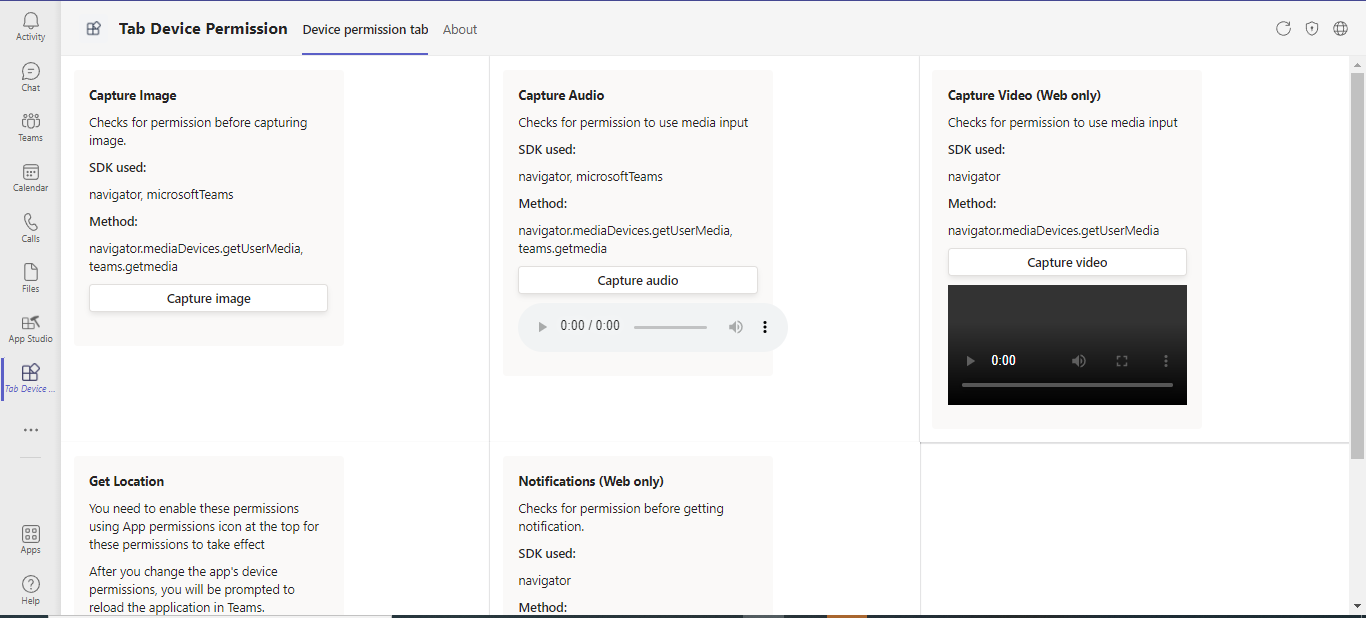 Activity
Chat
Teams
Calendar
Calls
Files
App Studio
Tab Device ...
Apps
Help
Tab Device Permission
Device permission tab
About
Capture Image
Checks for permission before capturing
image.
SDK used:
navigator, microsoftTeams
Method:
navigator.mediaDevices.getUserMedia,
teams.getmedia
Capture image
Capture Audio
Checks for permission to use media input
SDK used:
navigator, microsoftTeams
Method:
navigator.mediaDevices.getUserMedia,
teams.getmedia
Capture audio
0:00 / 0:00
Capture Video (Web only)
Checks for permission to use media input
SDK used:
navigator
Method:
navigator.mediaDevices.getUserMedia
Capture video
0:00
Get Location
You need to enable these permissions
using App permissions icon at the top for
these permissions to take effect
After you change the app's device
permissions, you will be prompted to
reload the application in Teams.
Notifications (Web only)
Checks for permission before getting
notification.
SDK used:
navigator
Method: